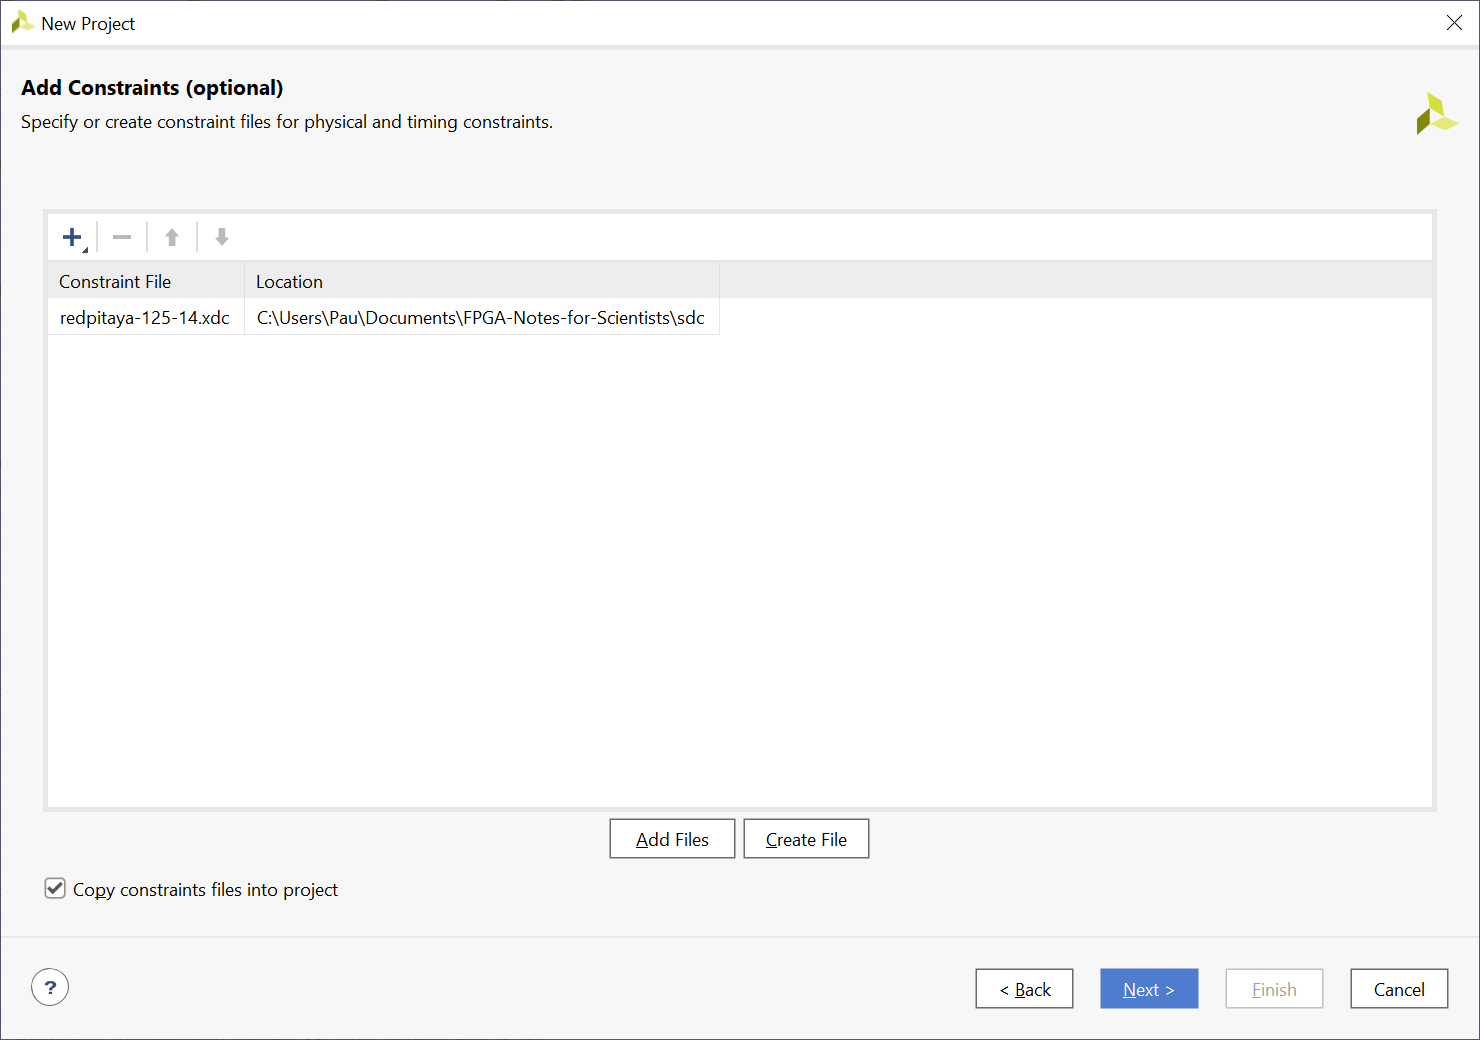 New Project
Add Constraints (optional)
Specify or create constraint files for physical and timing constraints.
Constraint File Location
redpitaya-125-14.xdc C:\Users\Pau\Documents\FPGA-Notes-for-Scientists\sdc
Add Files Create File
Copy constraints files into project
? < Back Next > Finish Cancel